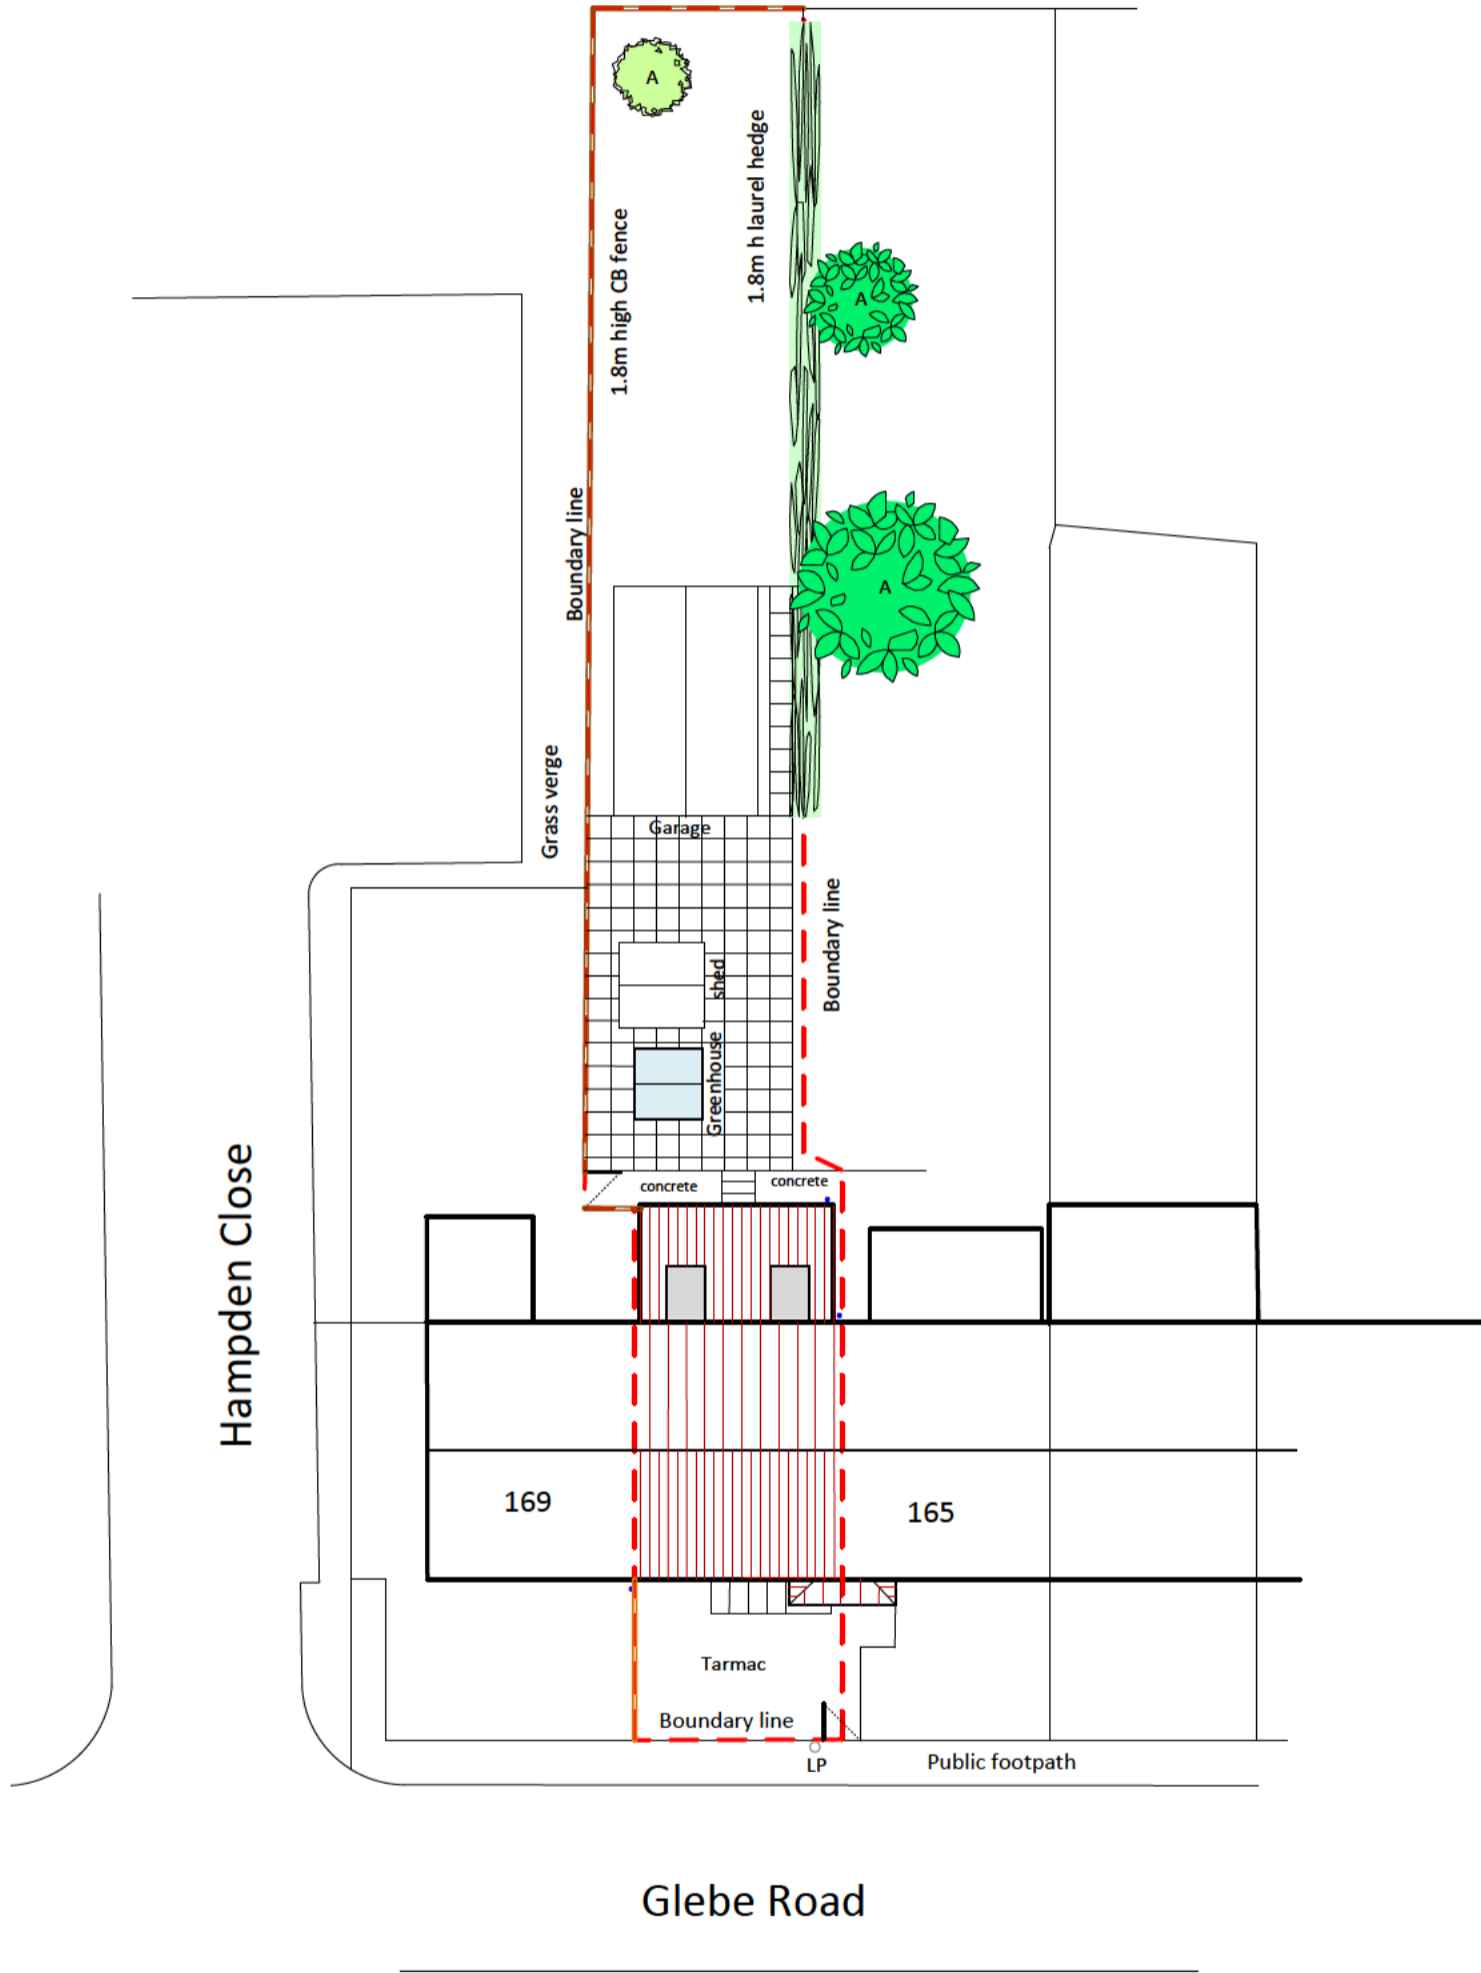 A
1.8m h laurel hedge
1.8m high CB fence
A
Boundary line
A
Grass verge
Garage
Boundary line
shed
Greenhouse
concrete
concrete
Hampden Close
169
165
Tarmac
Boundary line
LP
Public footpath
Glebe Road